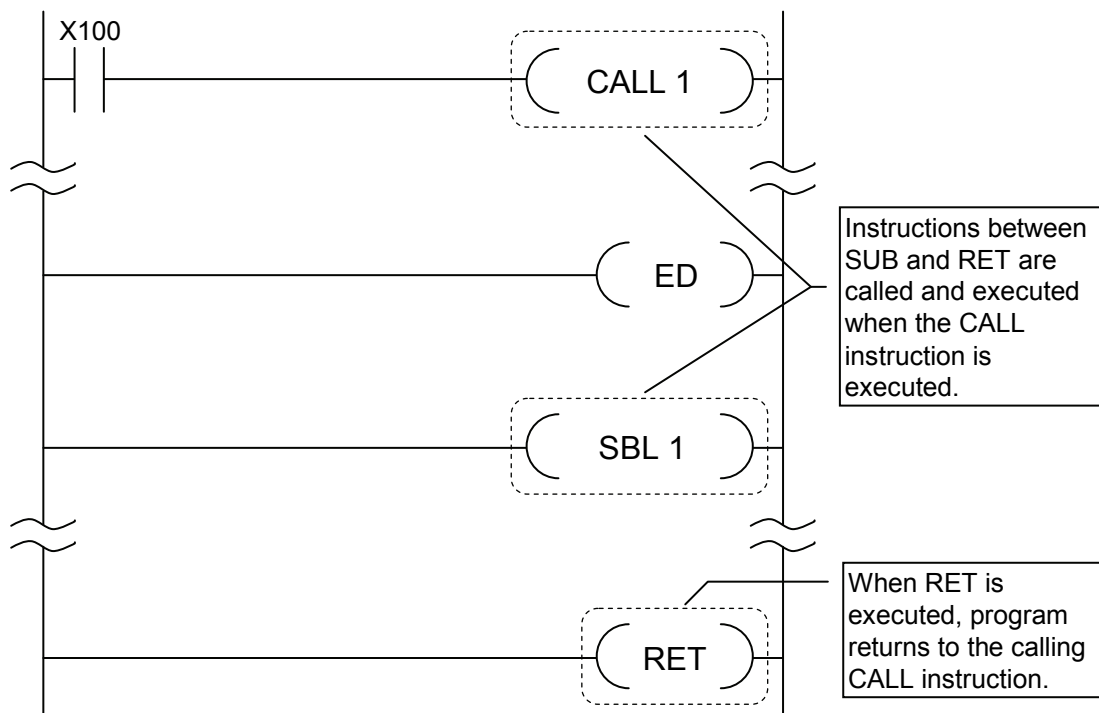 X100
CALL 1
ED
Instructions between
SUB and RET are
called and executed
when the CALL
instruction is
executed.
SBL 1
When RET is
executed, program
returns to the calling
CALL instruction.
RET